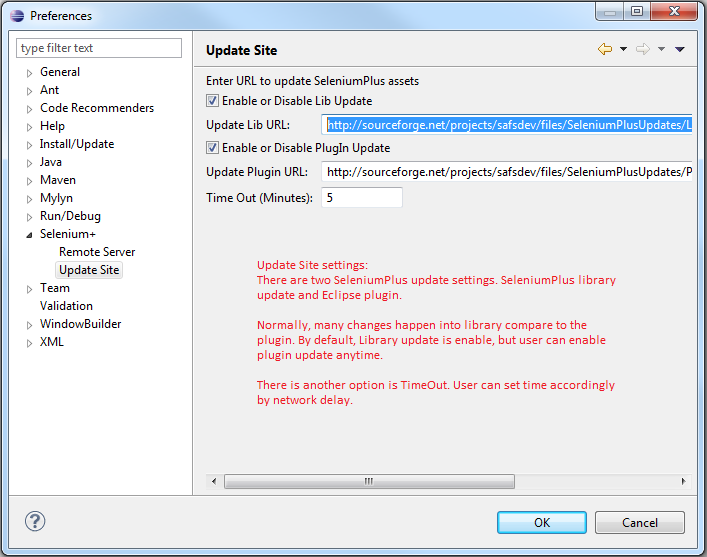 Preferences
type filter text
General
Ant
Code Recommenders
Help
Install/Update
Java
Maven
Mylyn
Run/Debug
Selenium+
Remote Server
Update Site
Team
Validation
WindowBuilder
XML
Update Site
Enter URL to update SeleniumPlus assets
Enable or Disable Lib Update
Update Lib URL: http://sourceforge.net/projects/safsdev/files/SeleniumPlusUpdates/L
Enable or Disable PlugIn Update
Update Plugin URL: http://sourceforge.net/projects/safsdev/files/SeleniumPlusUpdates/P
Time Out (Minutes): 5
Update Site settings:
There are two SeleniumPlus update settings. SeleniumPlus library
update and Eclipse plugin.
Normally, many changes happen into library compare to the
plugin. By default, Library update is enable, but user can enable
plugin update anytime.
There is another option is TimeOut. User can set time accordingly
by network delay.
OK Cancel